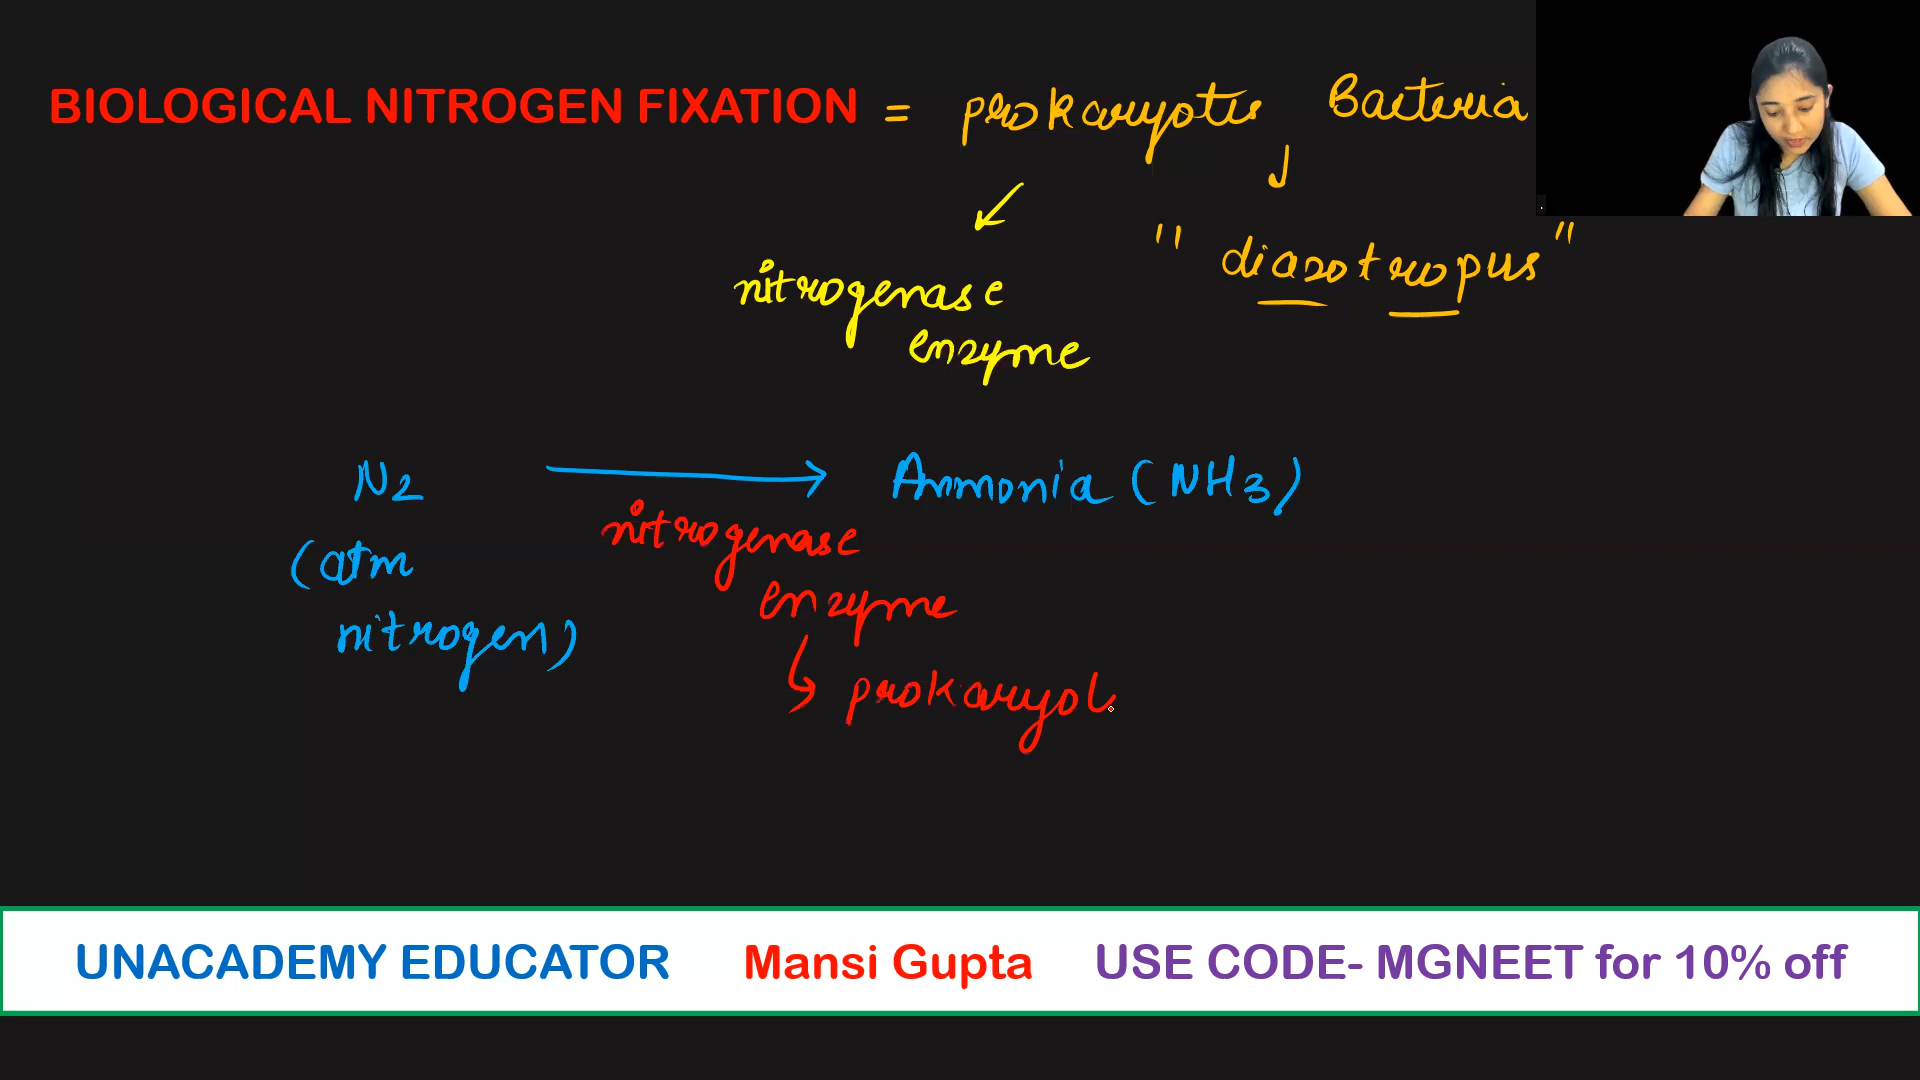 BIOLOGICAL NITROGEN FIXATION = prokaryotes Bacteria
" diazotropus "
nitrogenase
enzyme
N2 Ammonia (NH3)
nitrogenase
(atm
enzyme
nitrogen)
prokaryot
UNACADEMY EDUCATOR Mansi Gupta USE CODE- MGNEET for 10% off